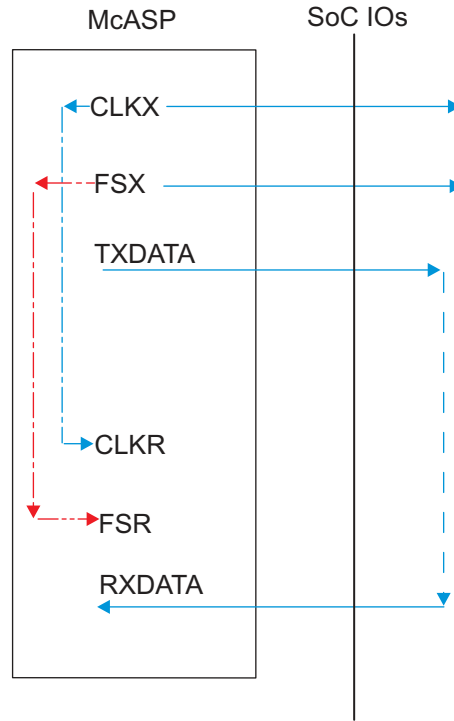 McASP
SoC IOs
CLKX
FSX
TXDATA
CLKR
FSR
RXDATA